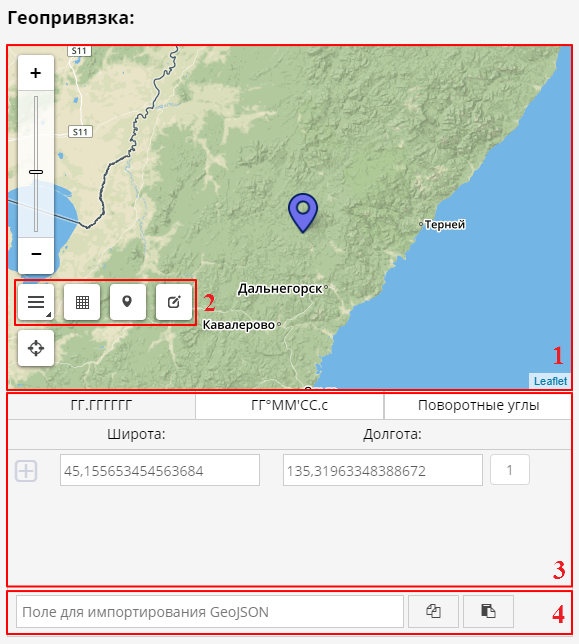 Геопривязка:
+
S11
S11
−
Терней
Дальнегорск
2
Кавалерово
1
Leaflet
ГГ.ГГГГГГ ГГ°ММ'СС.с Поворотные углы
Широта: Долгота:
45,155653454563684 135,31963348388672 1
3
Поле для импортирования GeoJSON 4